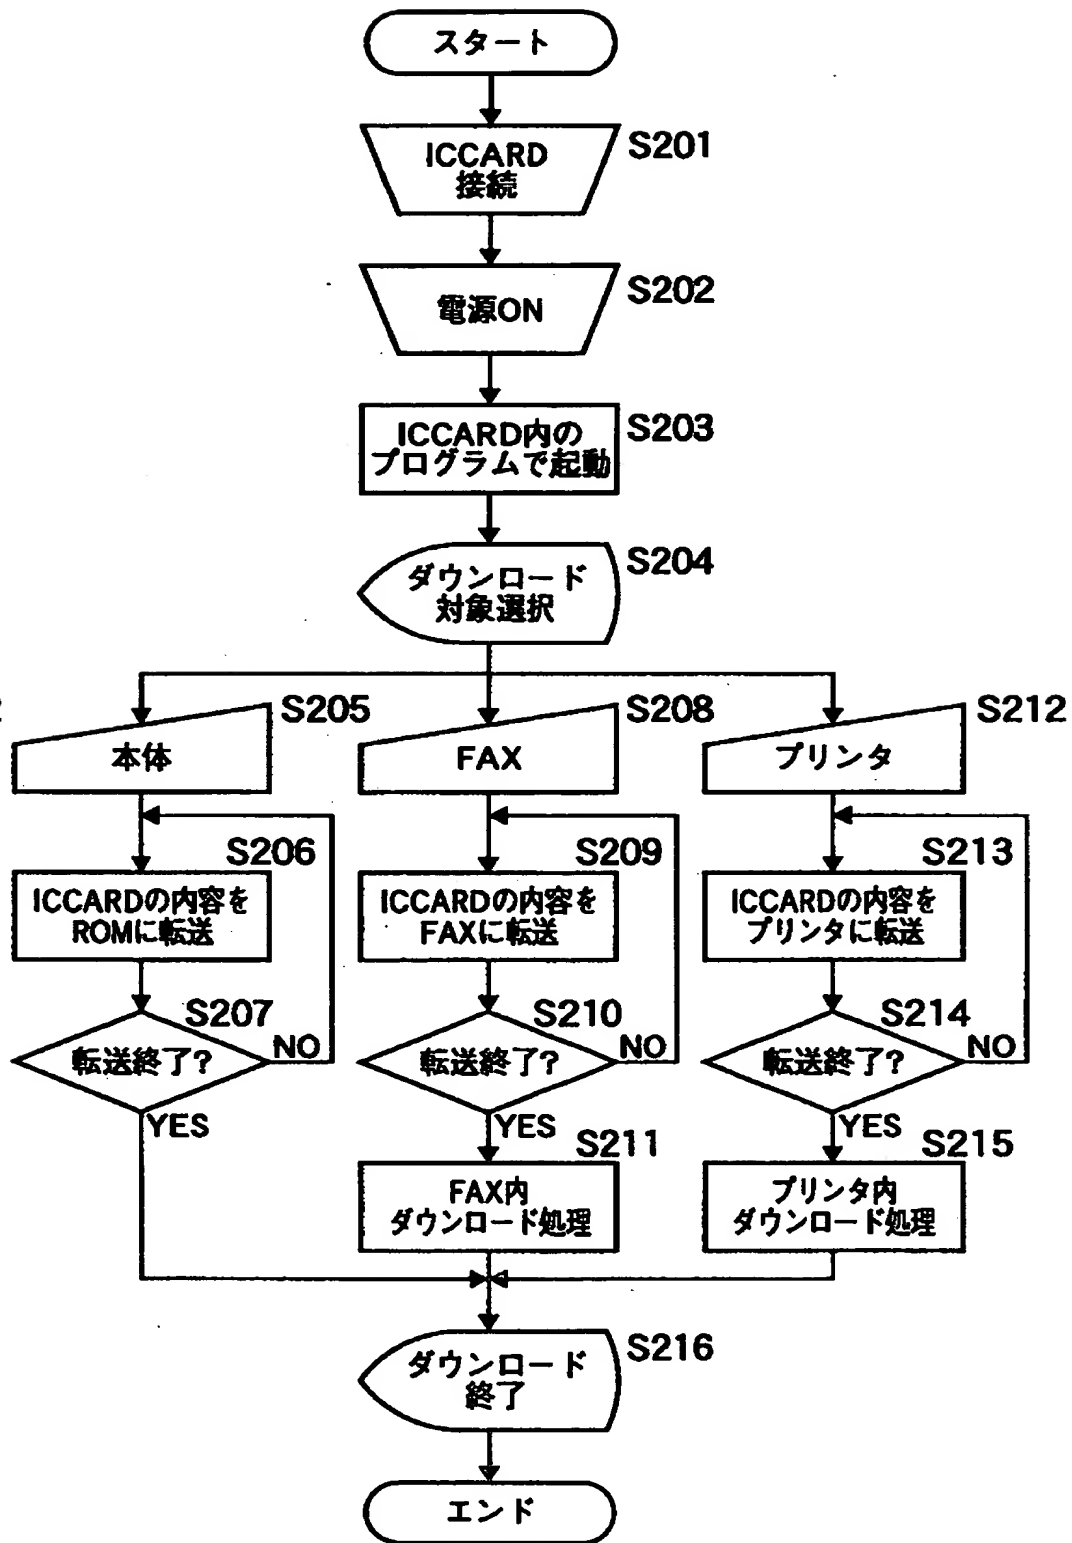 スタート
ICCARD
接続
S201
電源ON
S202
ICCARD内の
プログラムで起動
S203
ダウンロード
対象選択
S204
本体
S205
FAX
S208
プリンタ
S212
ICCARDの内容を
ROMに転送
S206
ICCARDの内容を
FAXに転送
S209
ICCARDの内容を
プリンタに転送
S213
転送終了?
S207
NO
YES
転送終了?
S210
NO
YES
転送終了?
S214
NO
YES
FAX内
ダウンロード処理
S211
プリンタ内
ダウンロード処理
S215
ダウンロード
終了
S216
エンド